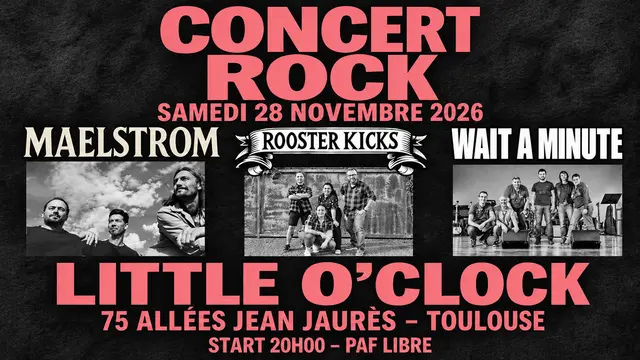 CONCERT
ROCK
SAMEDI 28 NOVEMBRE 2026
MAELSTROM
ROOSTER KICKS
WAIT A MINUTE
LITTLE O'CLOCK
75 ALLÉES JEAN JAURÈS – TOULOUSE
START 20H00 – PAF LIBRE